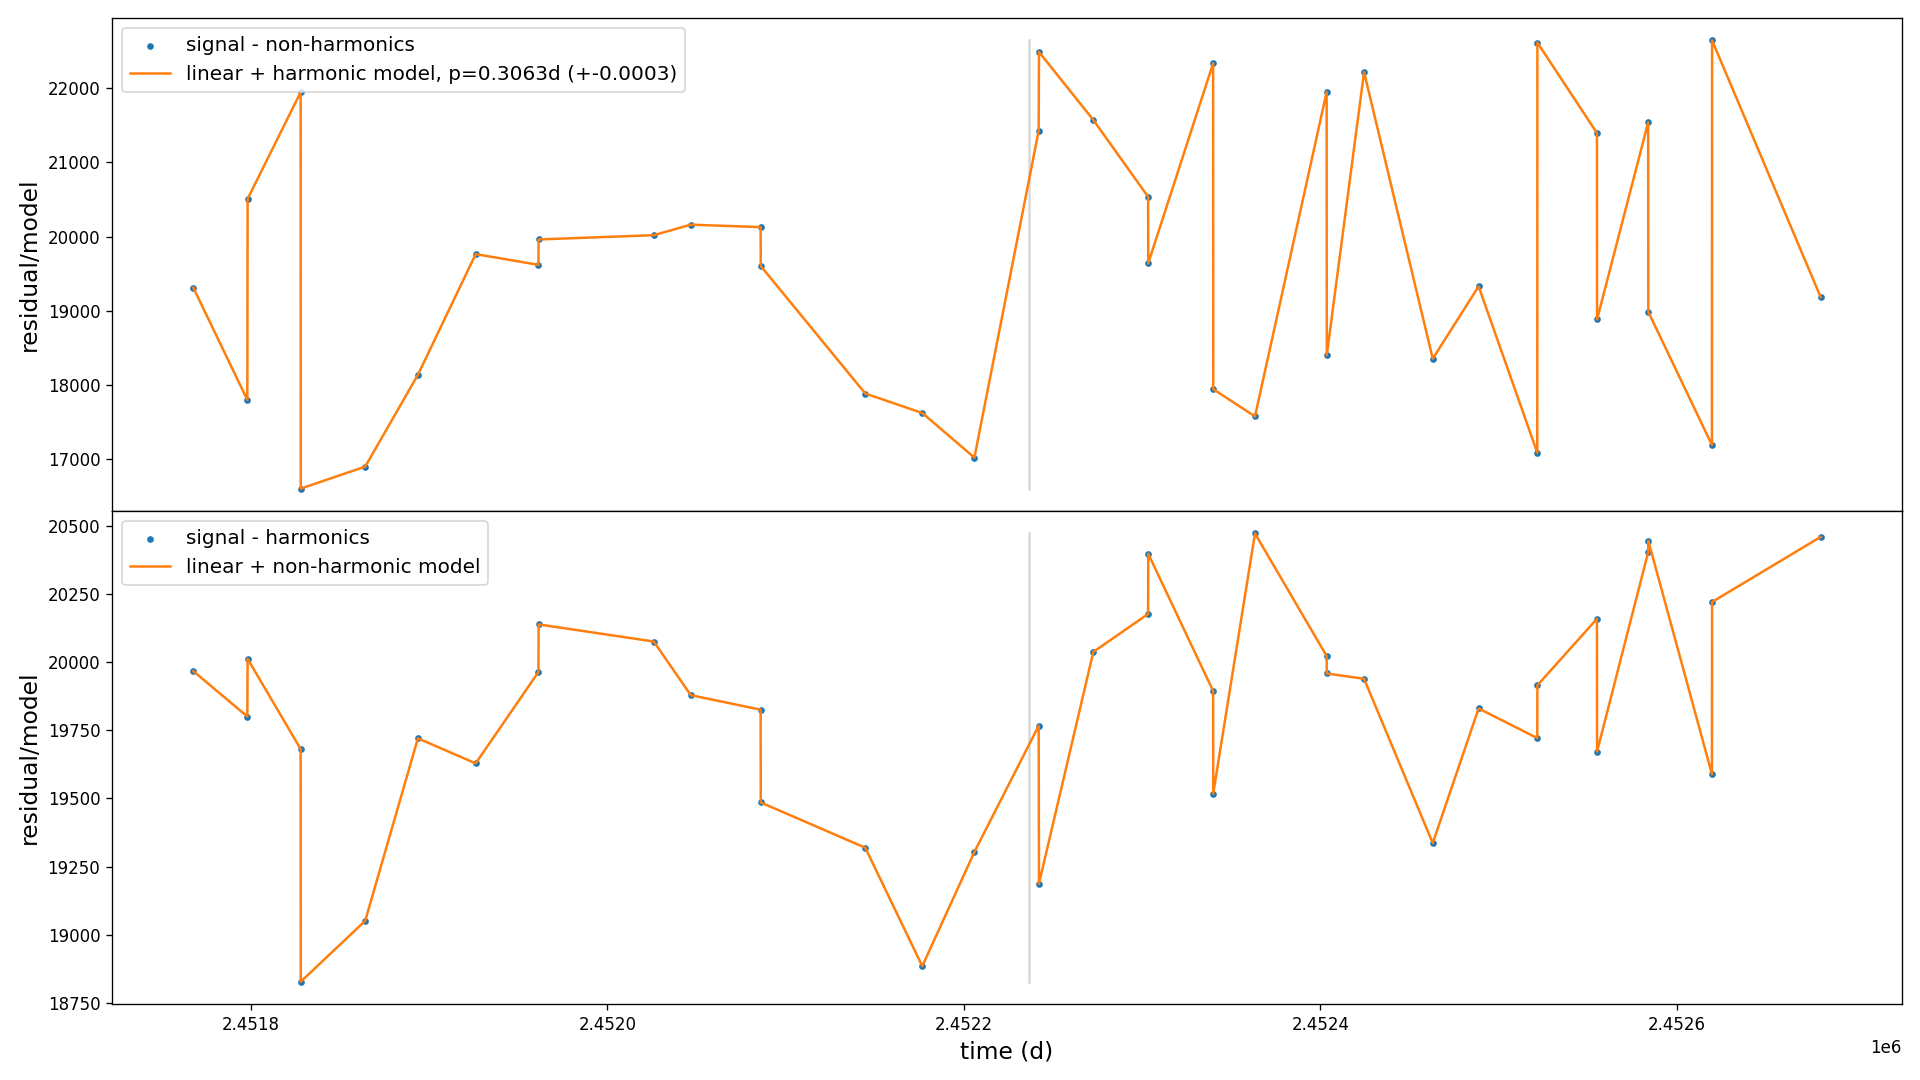 signal - non-harmonics
linear + harmonic model, p=0.3063d (+-0.0003)
residual/model
22000
21000
20000
19000
18000
17000
signal - harmonics
linear + non-harmonic model
residual/model
20500
20250
20000
19750
19500
19250
19000
18750
2.4518 2.4520 2.4522 2.4524 2.4526
1e6
time (d)